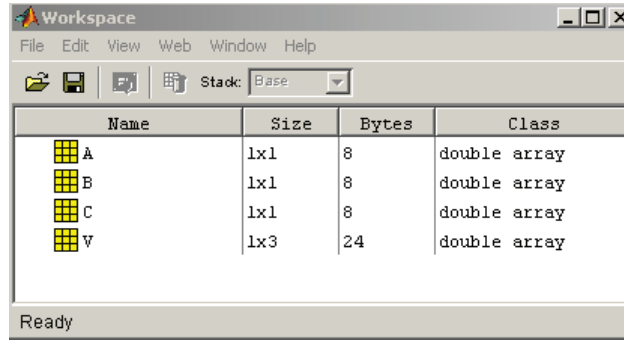 Workspace
File Edit View Web Window Help
Stack: Base
Name Size Bytes Class
A 1x1 8 double array
B 1x1 8 double array
C 1x1 8 double array
V 1x3 24 double array
Ready